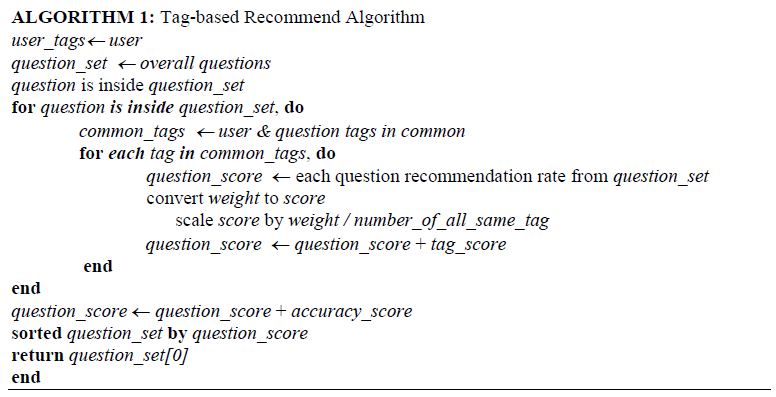 ALGORITHM 1: Tag-based Recommend Algorithm
user_tags ← user
question_set ← overall questions
question is inside question_set
for question is inside question_set, do
common_tags ← user & question tags in common
for each tag in common_tags, do
question_score ← each question recommendation rate from question_set
convert weight to score
scale score by weight / number_of_all_same_tag
question_score ← question_score + tag_score
end
end
question_score ← question_score + accuracy_score
sorted question_set by question_score
return question_set[0]
end